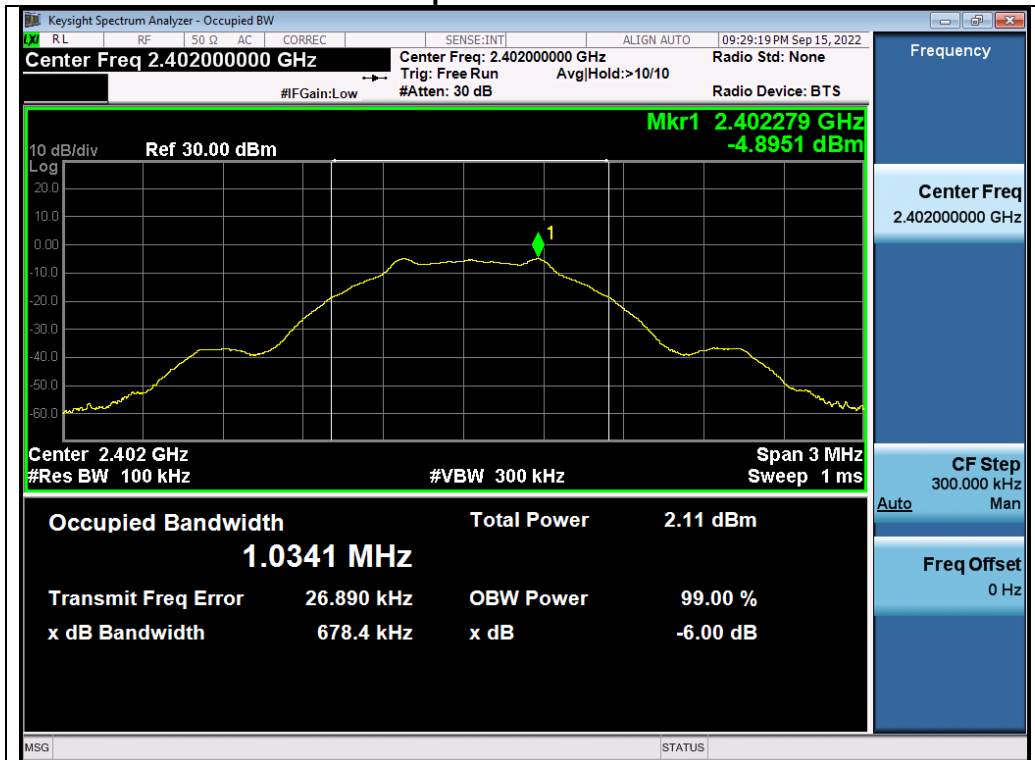 Keysight Spectrum Analyzer - Occupied BW
LXI RL RF 50 Ω AC CORREC SENSE:INT ALIGN AUTO 09:29:19 PM Sep 15, 2022
Center Freq 2.402000000 GHz Center Freq: 2.402000000 GHz Radio Std: None
Trig: Free Run Avg|Hold:>10/10
#IFGain:Low #Atten: 30 dB Radio Device: BTS
Frequency
Mkr1 2.402279 GHz
-4.8951 dBm
10 dB/div Ref 30.00 dBm
Log
20.0
10.0
0.00
-10.0
-20.0
-30.0
-40.0
-50.0
-60.0
1
Center 2.402 GHz Span 3 MHz
#Res BW 100 kHz #VBW 300 kHz Sweep 1 ms
Center Freq
2.402000000 GHz
CF Step
300.000 kHz
Auto Man
Freq Offset
0 Hz
Occupied Bandwidth Total Power 2.11 dBm
1.0341 MHz
Transmit Freq Error 26.890 kHz OBW Power 99.00 %
x dB Bandwidth 678.4 kHz x dB -6.00 dB
MSG STATUS